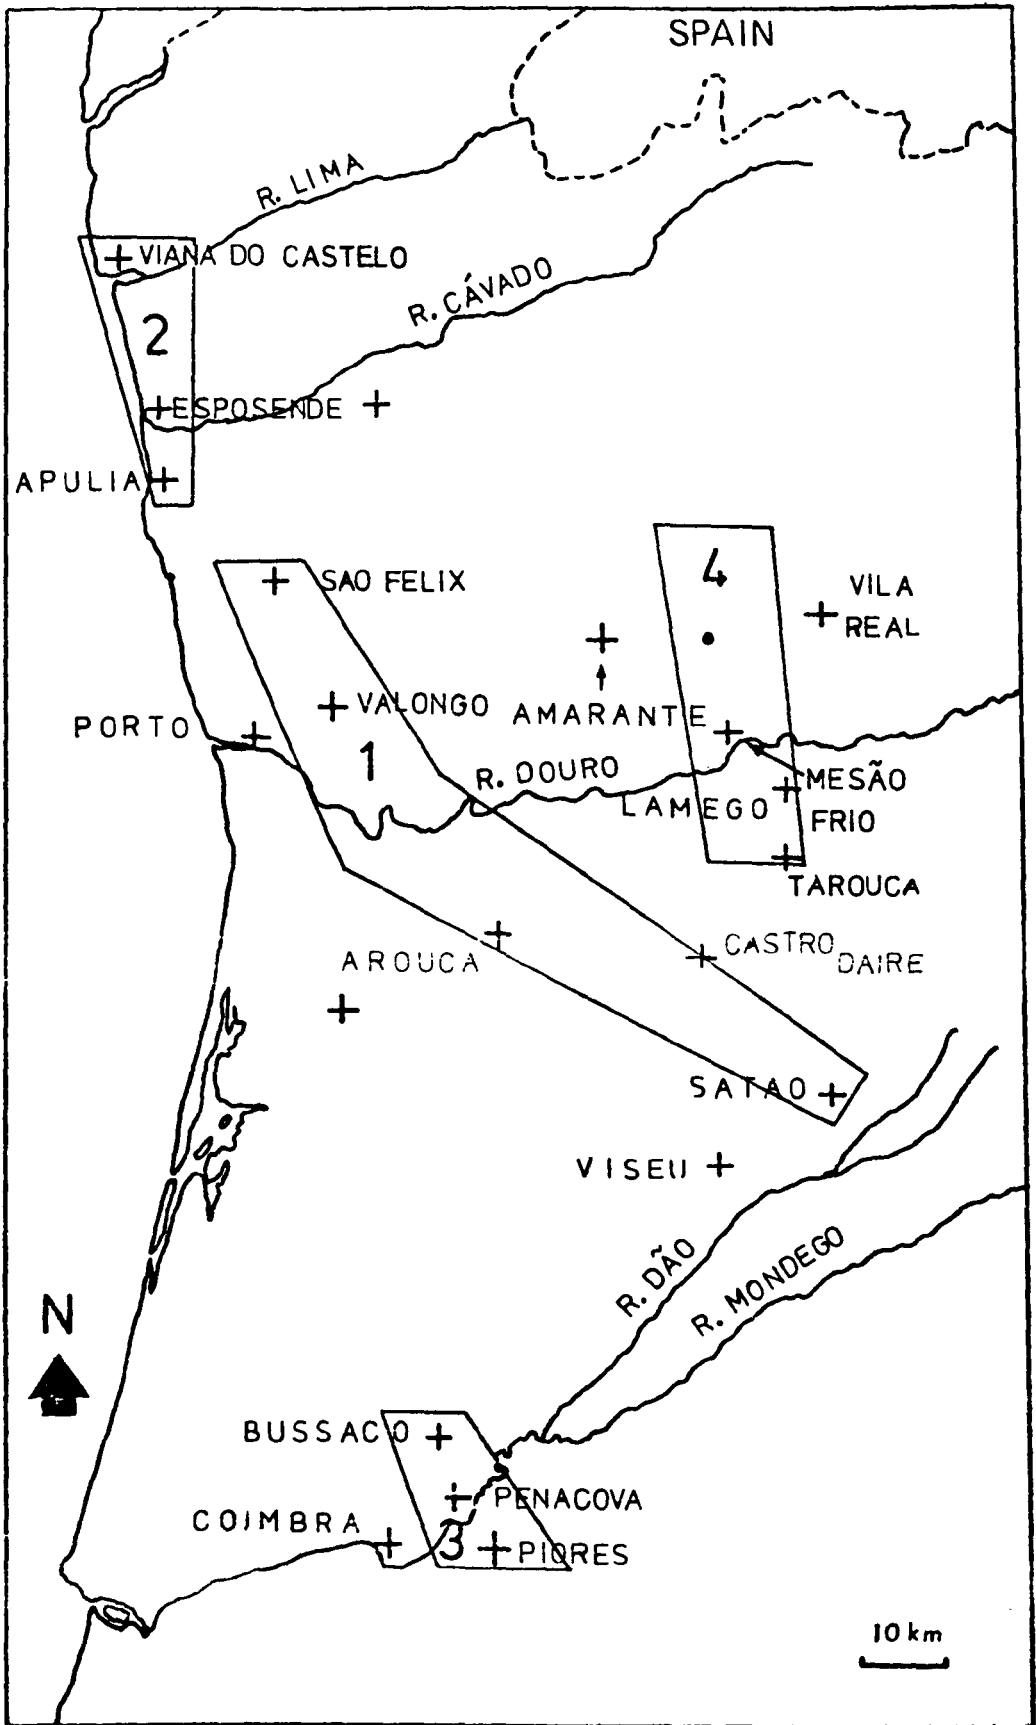 SPAIN
R. LIMA
VIANA DO CASTELO
R. CÁVADO
2
ESPOSENDE
APULIA
SAO FELIX
4
VILA
REAL
VALONGO
AMARANTE
PORTO
1
R. DOURO
MESÃO
FRIO
LAMEGO
TAROUCA
CASTRO
DAIRE
AROUCA
SATAO
VISEU
R. DÃO
R. MONDEGO
N
BUSSACO
PENACOVA
COIMBRA
3
PIORES
10 km